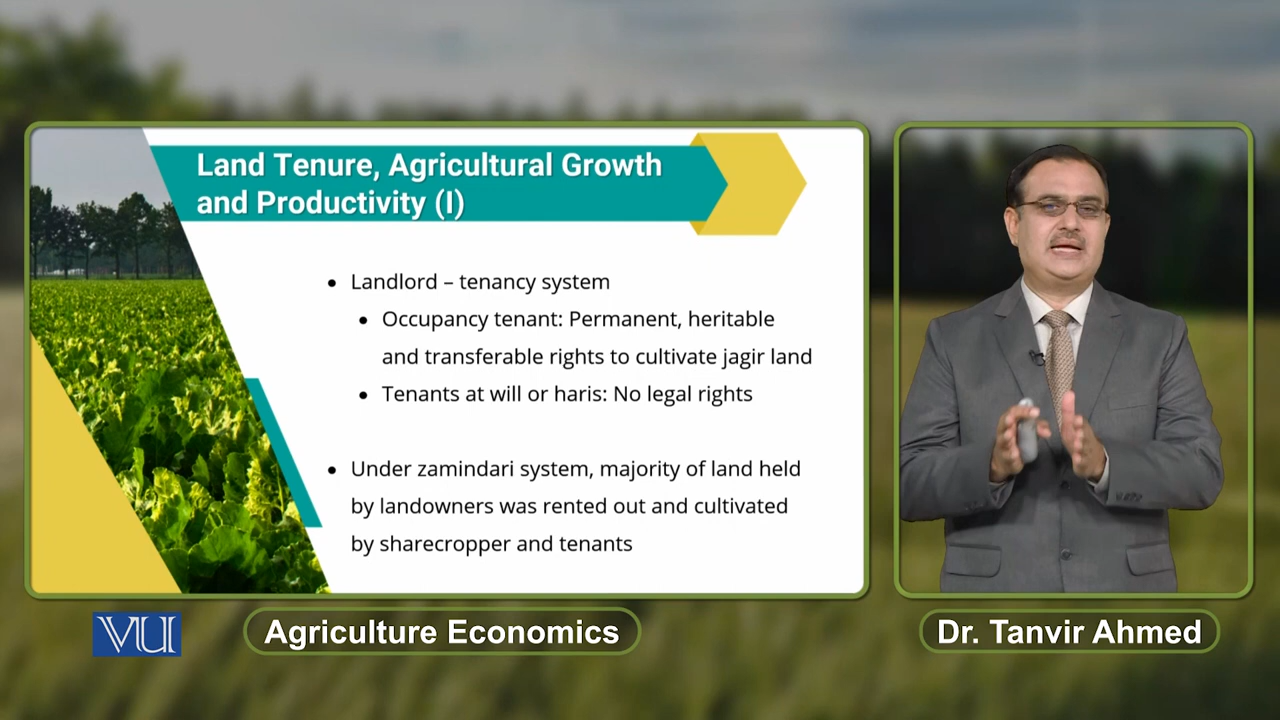 Land Tenure, Agricultural Growth
and Productivity (I)
• Landlord – tenancy system
• Occupancy tenant: Permanent, heritable
and transferable rights to cultivate jagir land
• Tenants at will or haris: No legal rights
• Under zamindari system, majority of land held
by landowners was rented out and cultivated
by sharecropper and tenants
VU
Agriculture Economics
Dr. Tanvir Ahmed